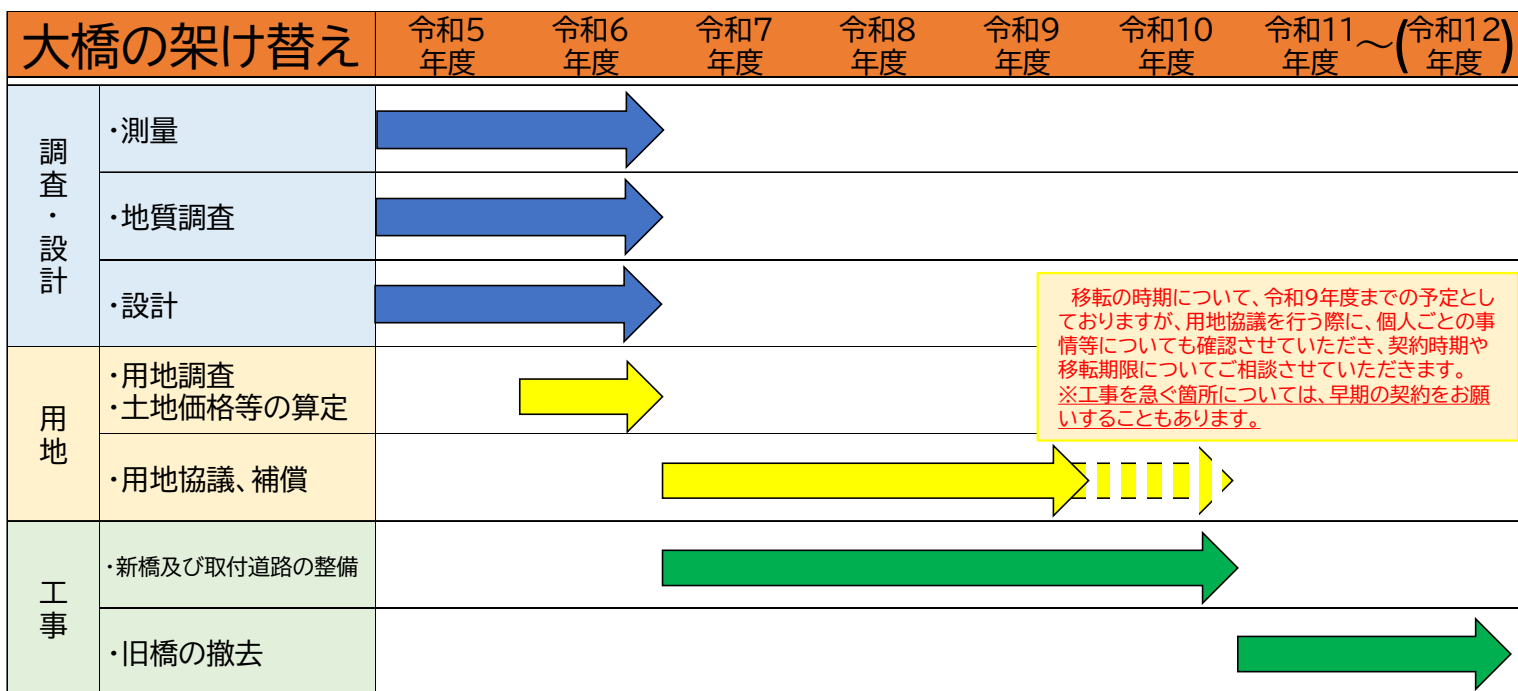 大橋の架け替え
令和5
年度
令和6
年度
令和7
年度
令和8
年度
令和9
年度
令和10
年度
令和11
年度
~
(令和12
年度)
調査・設計
・測量
・地質調査
・設計
移転の時期について、令和9年度までの予定とし
ておりますが、用地協議を行う際に、個人ごとの事
情等についても確認させていただき、契約時期や
移転期限についてご相談させていただきます。
※工事を急ぐ箇所については、早期の契約をお願
いすることもあります。
用地
・用地調査
・土地価格等の算定
・用地協議、補償
工事
・新橋及び取付道路の整備
・旧橋の撤去